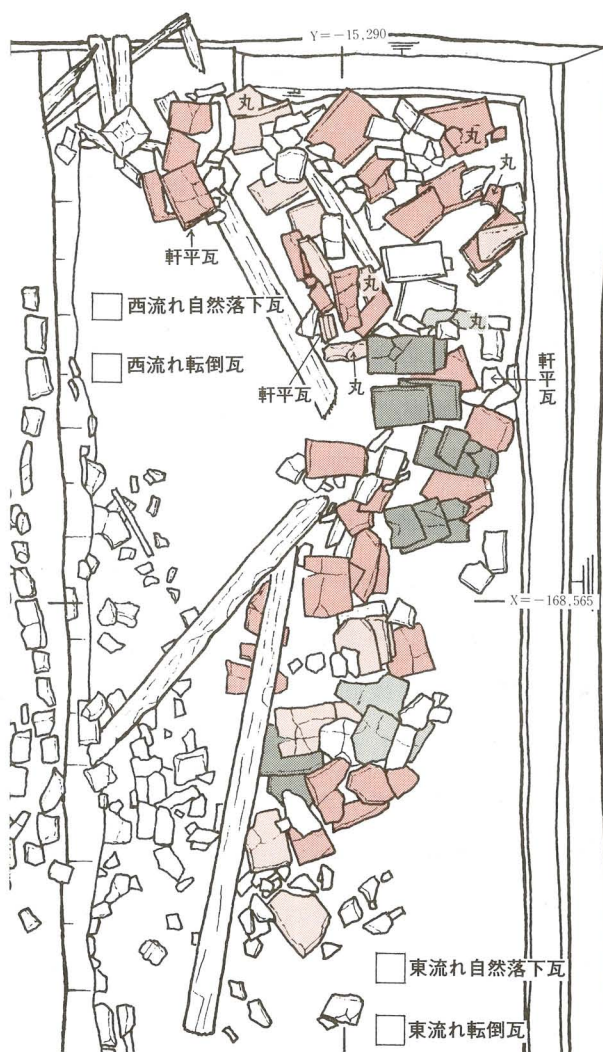 Y=-15,290
丸
丸
丸
軒平瓦
丸
西流れ自然落下瓦
丸
軒平瓦
西流れ転倒瓦
軒平瓦
丸
X=-168,565
東流れ自然落下瓦
東流れ転倒瓦